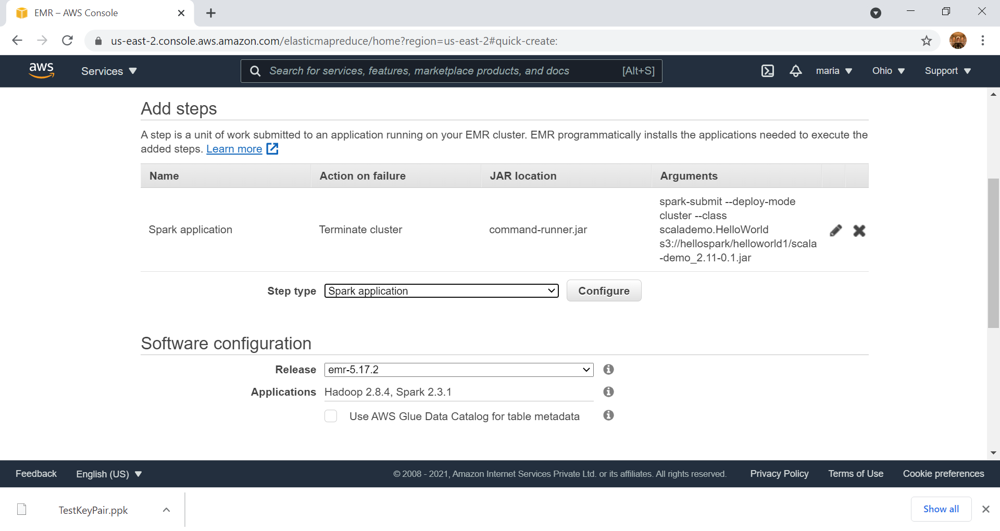 EMR – AWS Console
us-east-2.console.aws.amazon.com/elasticmapreduce/home?region=us-east-2#quick-create:
aws
Services
Search for services, features, marketplace products, and docs
[Alt+S]
maria
Ohio
Support
Add steps
A step is a unit of work submitted to an application running on your EMR cluster. EMR programmatically installs the applications needed to execute the
added steps. Learn more
Name
Action on failure
JAR location
Arguments
Spark application
Terminate cluster
command-runner.jar
spark-submit --deploy-mode
cluster --class
scalademo.HelloWorld
s3://hellospark/helloworld1/scala
-demo_2.11-0.1.jar
Step type
Spark application
Configure
Software configuration
Release
emr-5.17.2
Applications
Hadoop 2.8.4, Spark 2.3.1
Use AWS Glue Data Catalog for table metadata
Feedback
English (US)
© 2008 - 2021, Amazon Internet Services Private Ltd. or its affiliates. All rights reserved.
Privacy Policy
Terms of Use
Cookie preferences
TestKeyPair.ppk
Show all